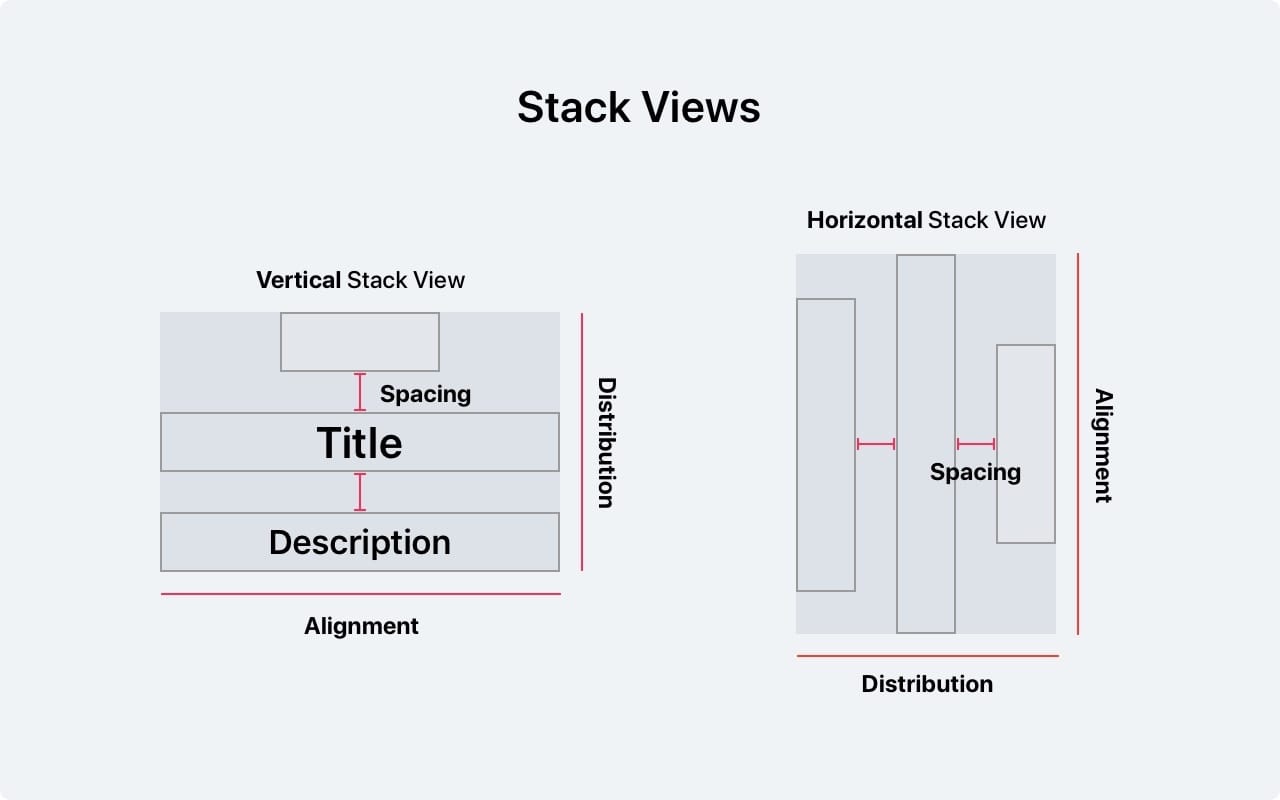 Stack Views
Vertical Stack View
Spacing
Title
Description
Distribution
Alignment
Horizontal Stack View
Spacing
Alignment
Distribution